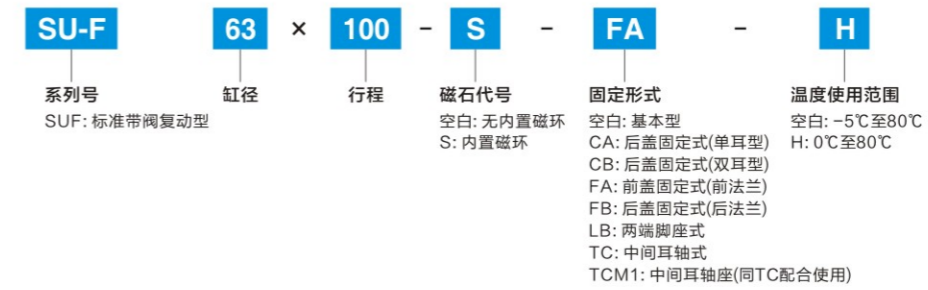 SU-F 63 × 100 - S - FA - H
系列号 缸径 行程 磁石代号 固定形式 温度使用范围
SUF: 标准带阀复动型 空白: 无内置磁环 空白: 基本型 空白: -5℃至80℃
S: 内置磁环 CA: 后盖固定式(单耳型) H: 0℃至80℃
CB: 后盖固定式(双耳型)
FA: 前盖固定式(前法兰)
FB: 后盖固定式(后法兰)
LB: 两端脚座式
TC: 中间耳轴式
TCM1: 中间耳轴座(同TC配合使用)